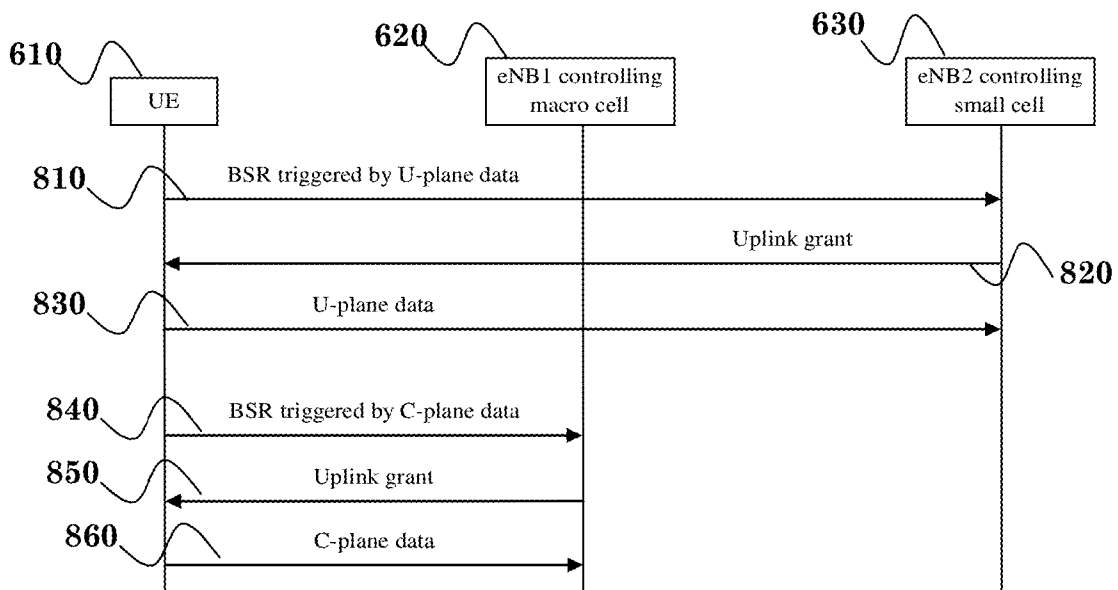 610
620
630
UE
eNB1 controlling
macro cell
eNB2 controlling
small cell
810
BSR triggered by U-plane data
Uplink grant
820
830
U-plane data
840
BSR triggered by C-plane data
850
Uplink grant
860
C-plane data